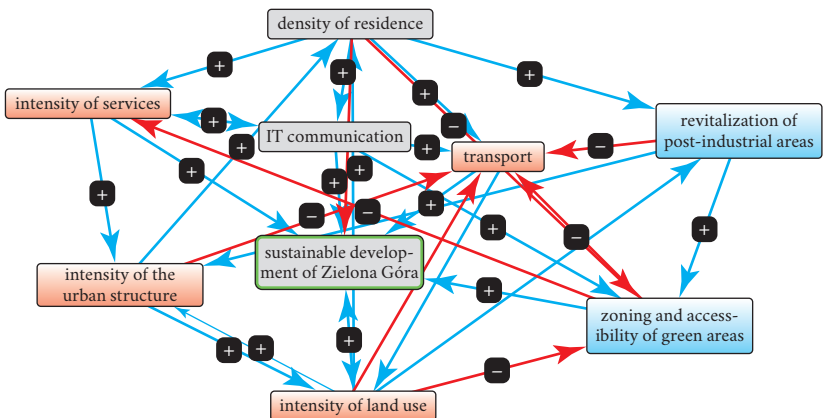 density of residence
+
+
+
+
intensity of services
+
IT communication
+
−
revitalization of
post-industrial areas
transport
−
+
+
+
+
+
−
−
+
+
−
+
intensity of the
urban structure
sustainable develop-
ment of Zielona Góra
+
zoning and access-
ibility of green areas
+
+
+
−
intensity of land use